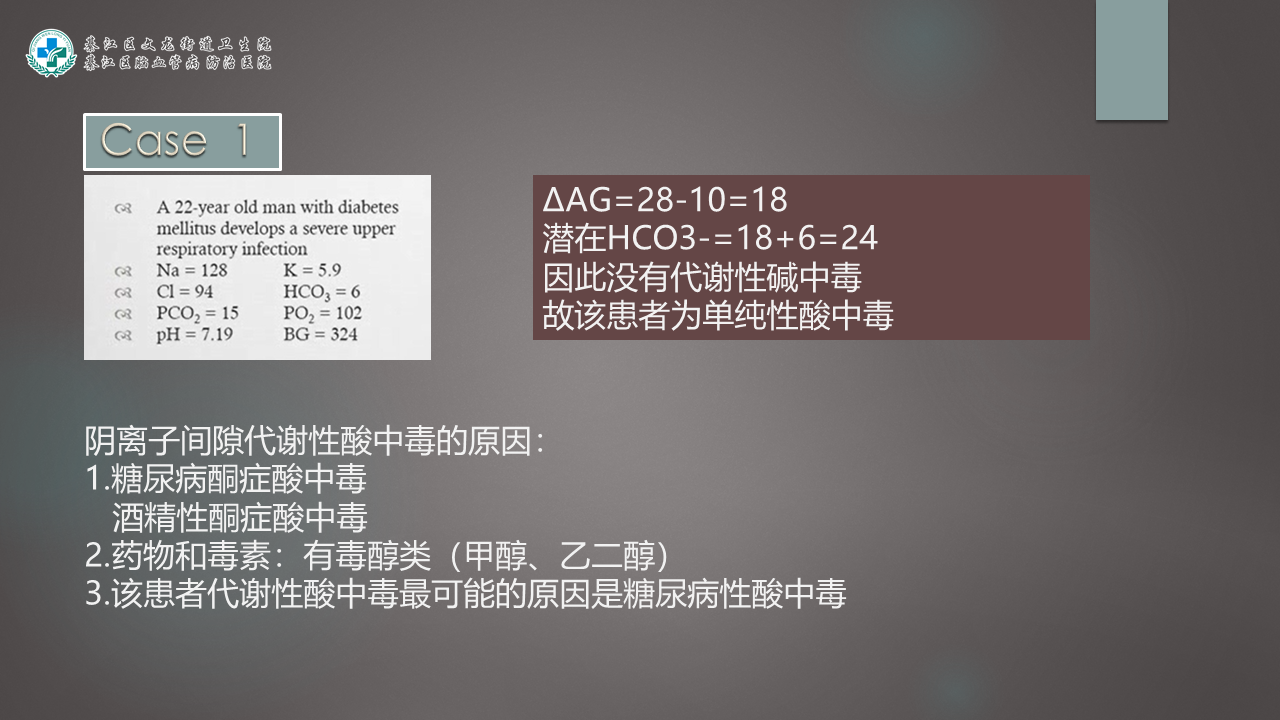 綦江区文龙街道卫生院
綦江区脑血管病防治医院
Case 1
A 22-year old man with diabetes
mellitus develops a severe upper
respiratory infection
Na = 128 K = 5.9
Cl = 94 HCO₃ = 6
PCO₂ = 15 PO₂ = 102
pH = 7.19 BG = 324
ΔAG=28-10=18
潜在HCO3-=18+6=24
因此没有代谢性碱中毒
故该患者为单纯性酸中毒
阴离子间隙代谢性酸中毒的原因：
1.糖尿病酮症酸中毒
酒精性酮症酸中毒
2.药物和毒素：有毒醇类（甲醇、乙二醇）
3.该患者代谢性酸中毒最可能的原因是糖尿病性酸中毒